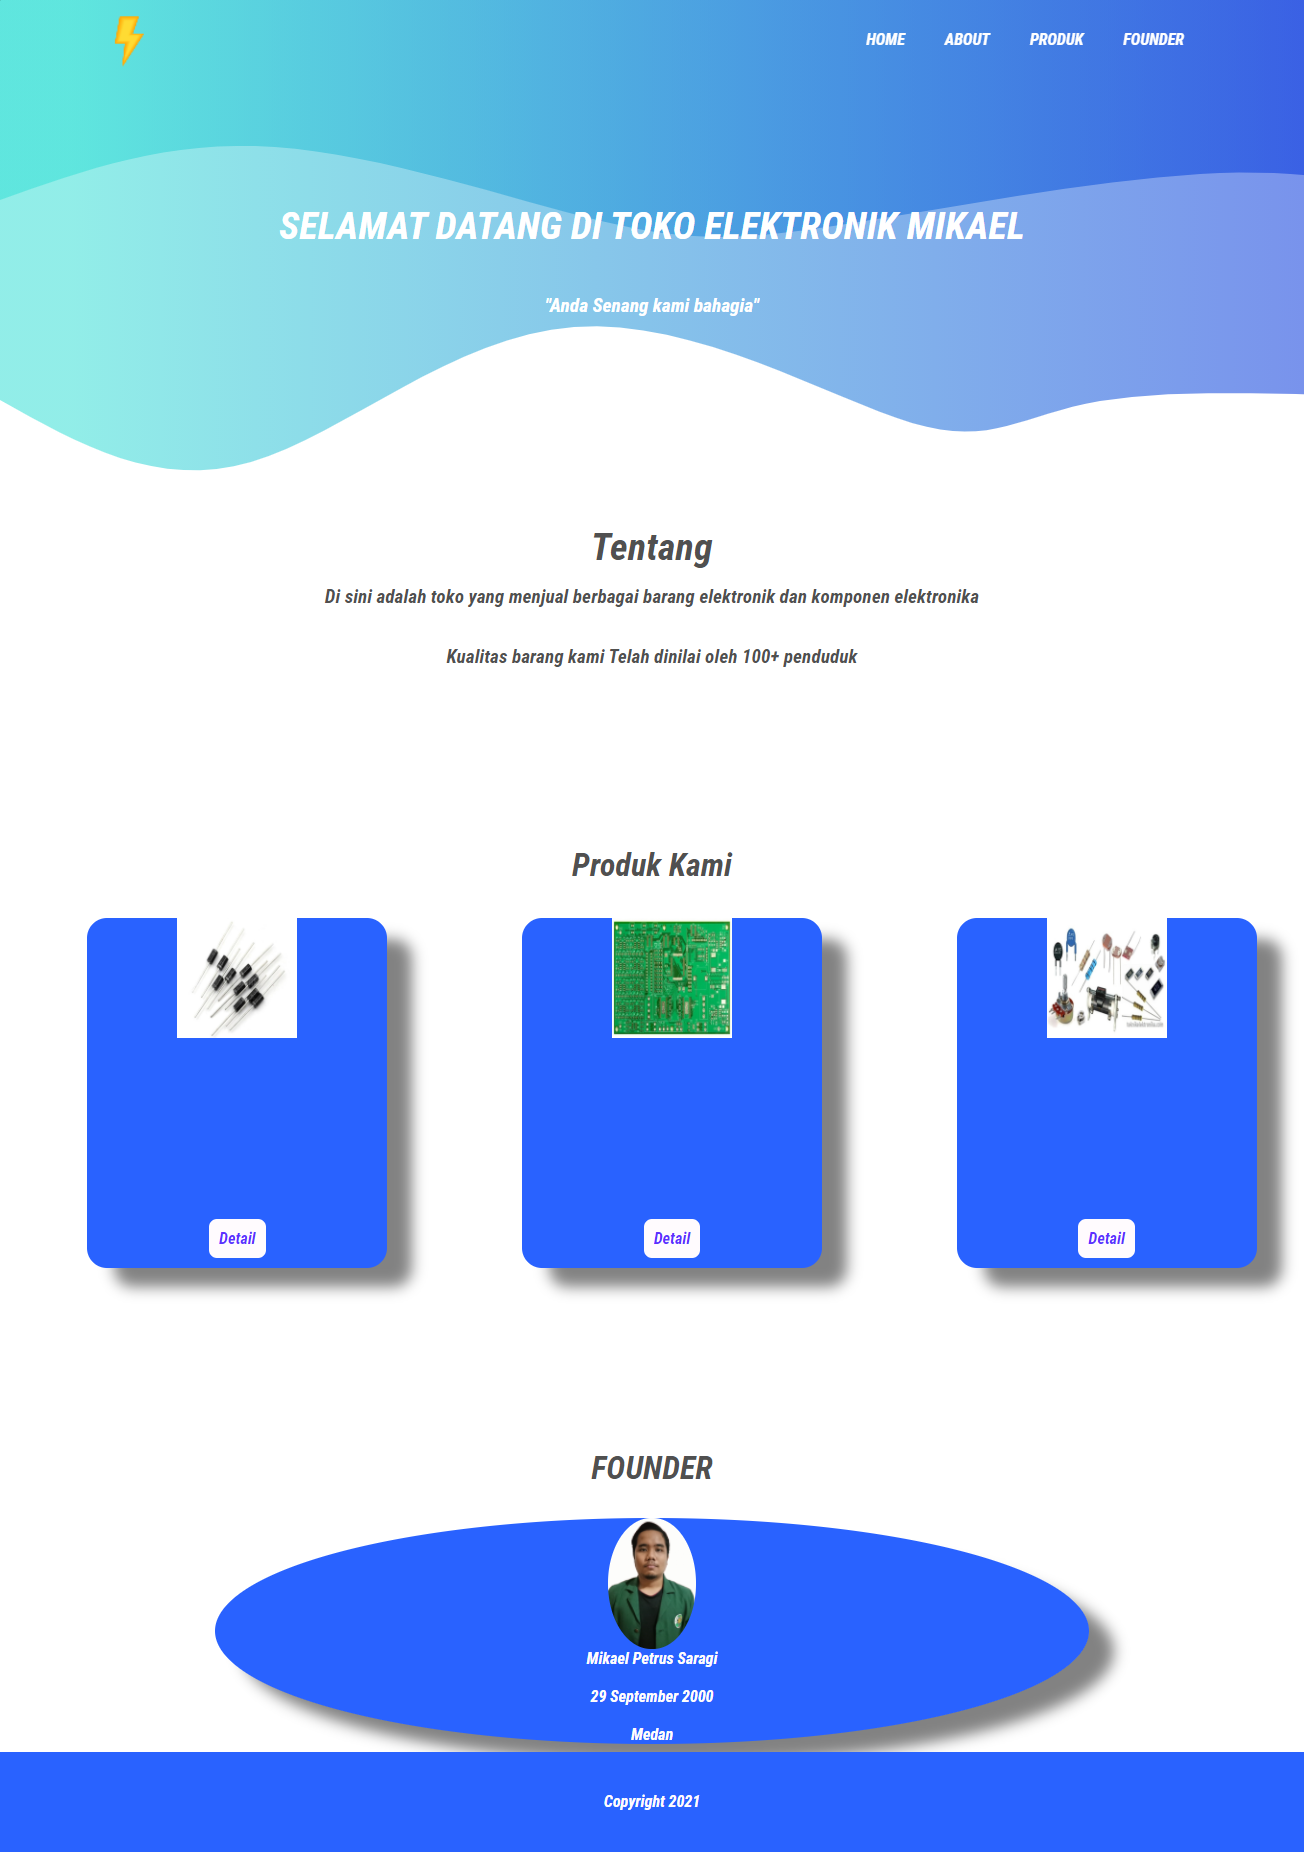 HOME ABOUT PRODUK FOUNDER
SELAMAT DATANG DI TOKO ELEKTRONIK MIKAEL
"Anda Senang kami bahagia"
Tentang
Di sini adalah toko yang menjual berbagai barang elektronik dan komponen elektronika
Kualitas barang kami Telah dinilai oleh 100+ penduduk
Produk Kami
Detail Detail Detail
FOUNDER
Mikael Petrus Saragi
29 September 2000
Medan
Copyright 2021